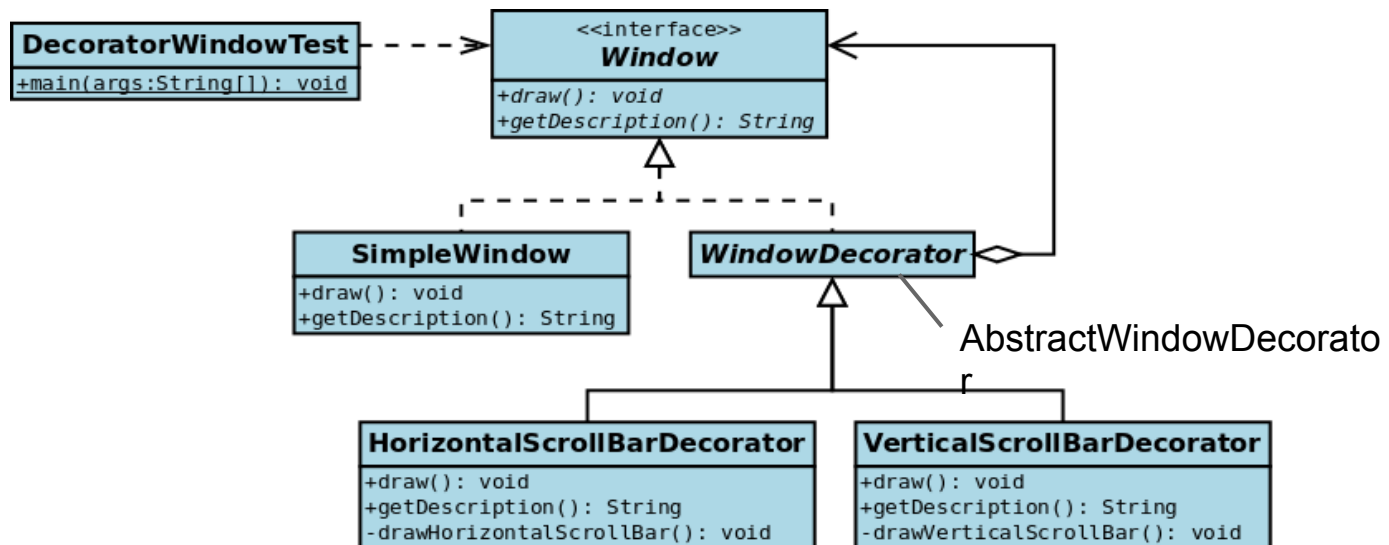 DecoratorWindowTest
+main(args:String[]): void
<<interface>>
Window
+draw(): void
+getDescription(): String
SimpleWindow
+draw(): void
+getDescription(): String
WindowDecorator
AbstractWindowDecorato
r
HorizontalScrollBarDecorator
+draw(): void
+getDescription(): String
-drawHorizontalScrollBar(): void
VerticalScrollBarDecorator
+draw(): void
+getDescription(): String
-drawVerticalScrollBar(): void